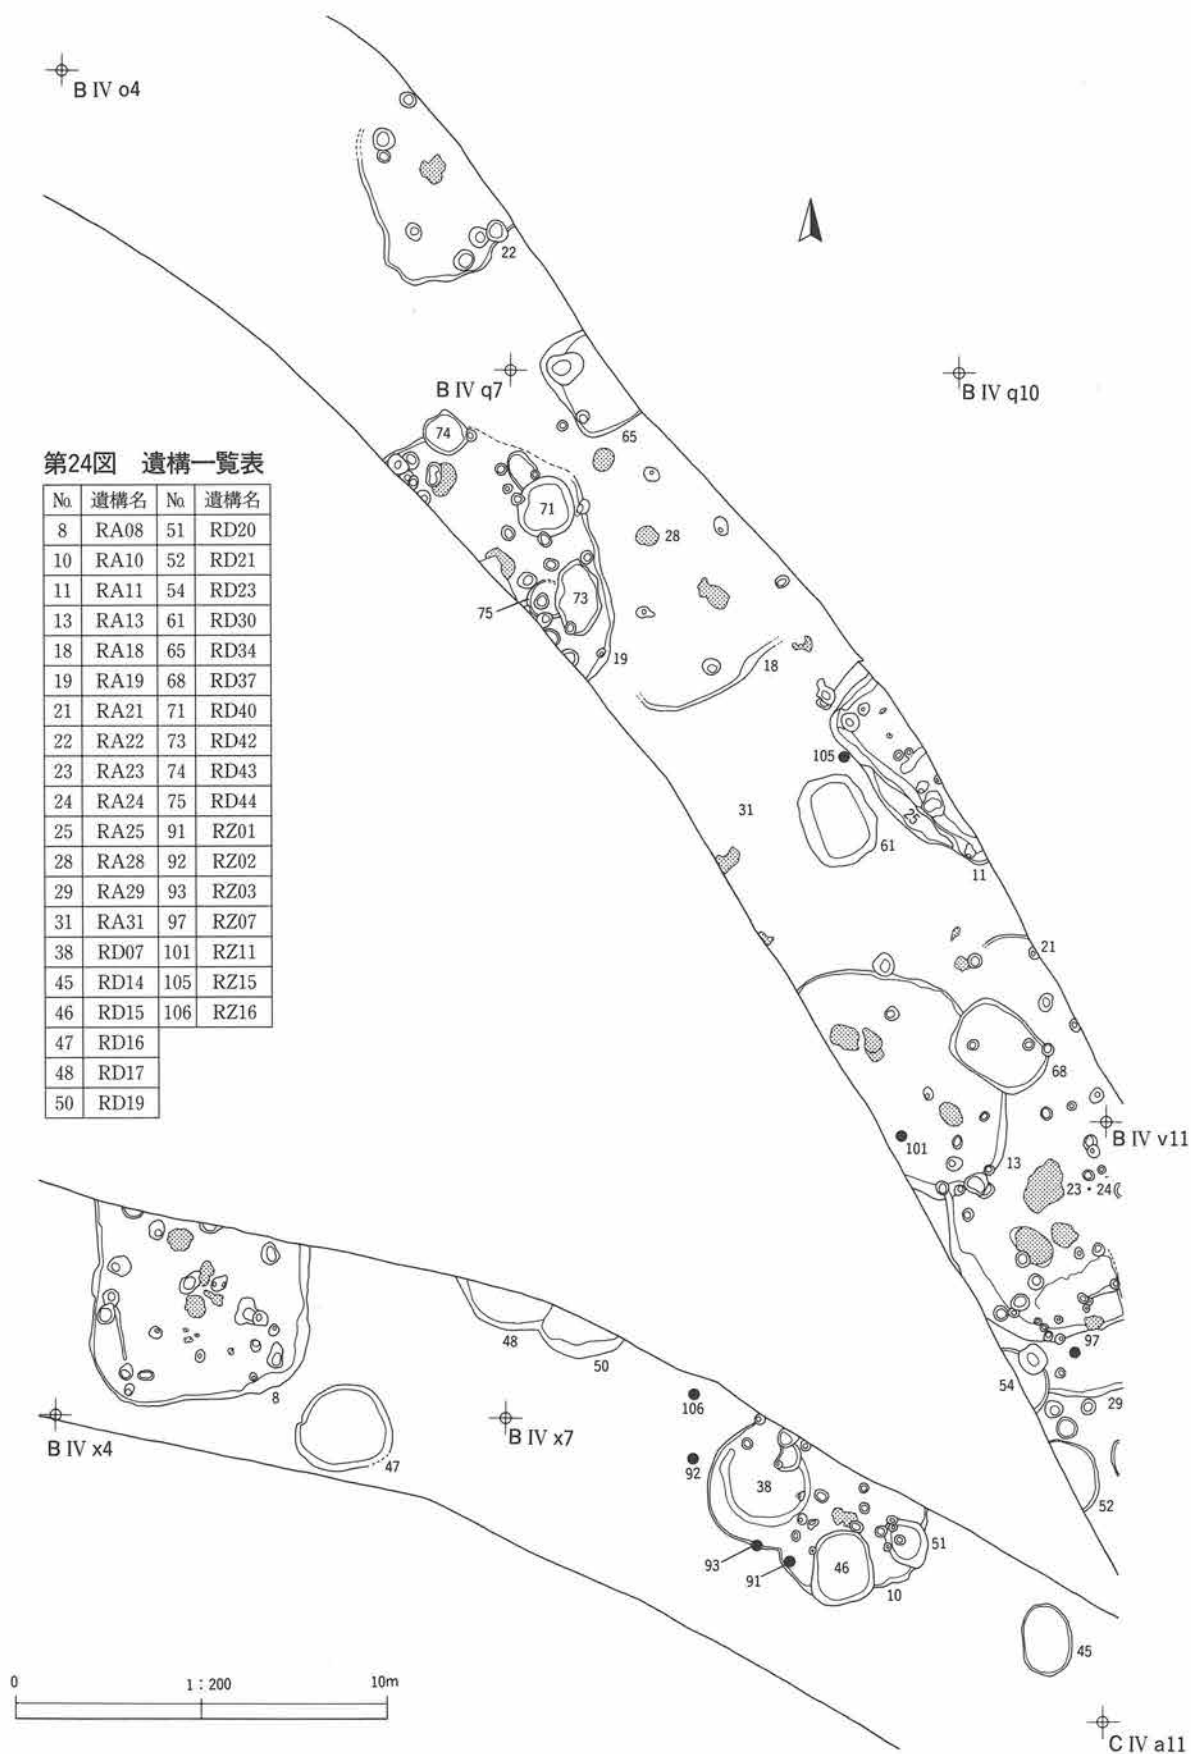 B Ⅳ o4
22
B Ⅳ q7
B Ⅳ q10
65
74
71
28
75
73
19
18
第24図 遺構一覧表
No. 遺構名 No. 遺構名
8 RA08 51 RD20
10 RA10 52 RD21
11 RA11 54 RD23
13 RA13 61 RD30
18 RA18 65 RD34
19 RA19 68 RD37
21 RA21 71 RD40
22 RA22 73 RD42
23 RA23 74 RD43
24 RA24 75 RD44
25 RA25 91 RZ01
28 RA28 92 RZ02
29 RA29 93 RZ03
31 RA31 97 RZ07
38 RD07 101 RZ11
45 RD14 105 RZ15
46 RD15 106 RZ16
47 RD16
48 RD17
50 RD19
105
31
25
61
11
21
68
101
B Ⅳ v11
13
23・24
97
48
50
54
8
106
29
B Ⅳ x4
47
B Ⅳ x7
92
38
52
51
93
91
46
10
45
0 1：200 10m
C Ⅳ a11